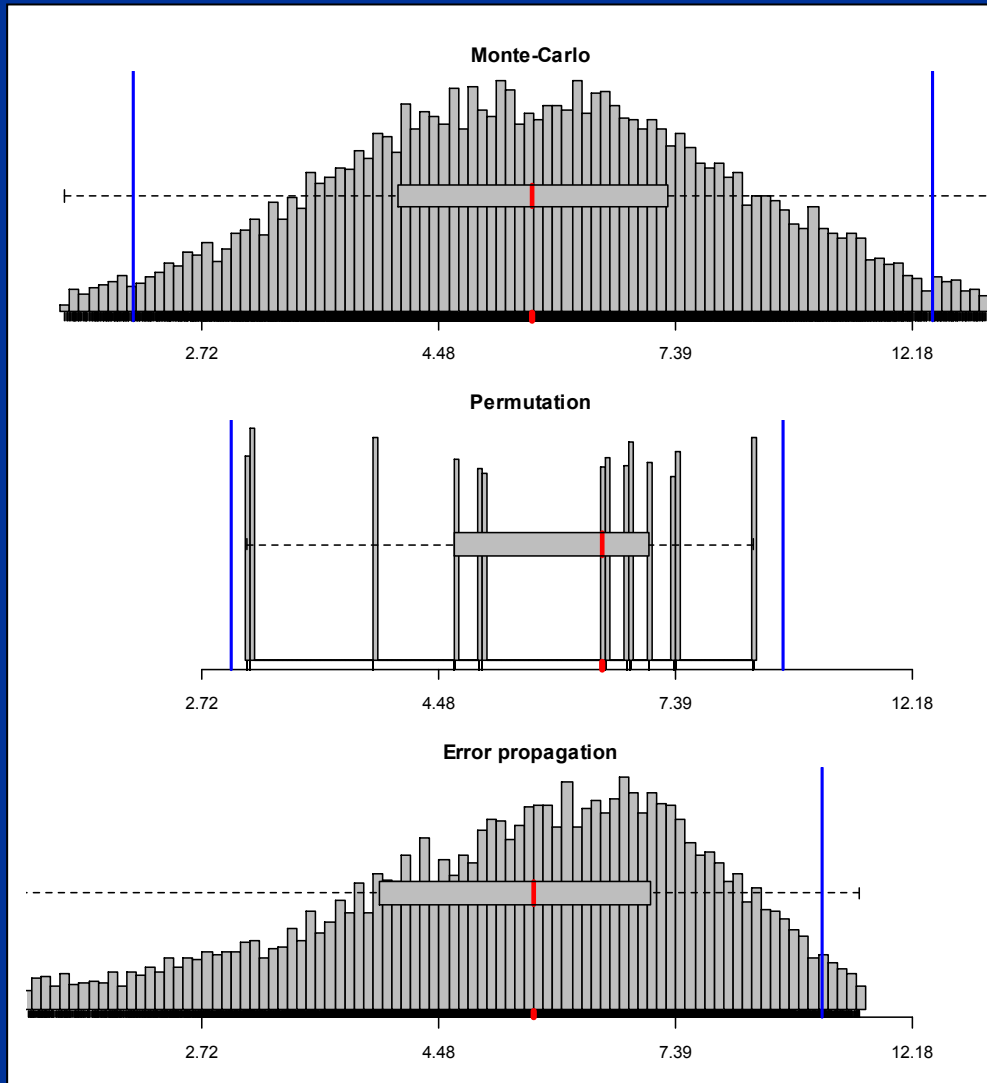 Monte-Carlo
2.72 4.48 7.39 12.18
Permutation
2.72 4.48 7.39 12.18
Error propagation
2.72 4.48 7.39 12.18